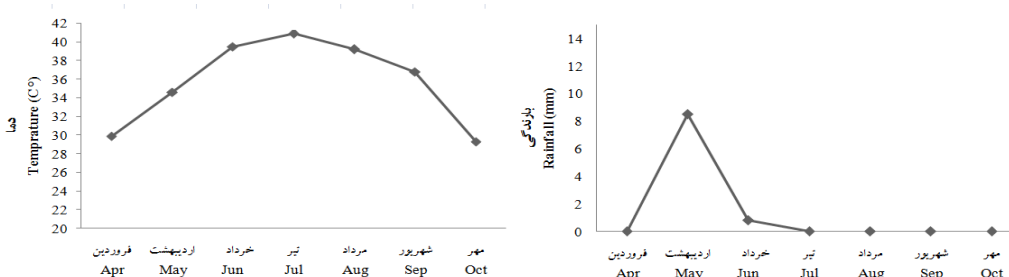 42
40
38
36
34
32
30
28
26
24
22
20
دما
Temprature (C°)
فروردین اردیبهشت خرداد تیر مرداد شهریور مهر
Apr May Jun Jul Aug Sep Oct
14
12
10
8
6
4
2
0
بارندگی
Rainfall (mm)
فروردین اردیبهشت خرداد تیر مرداد شهریور مهر
Apr May Jun Jul Aug Sep Oct